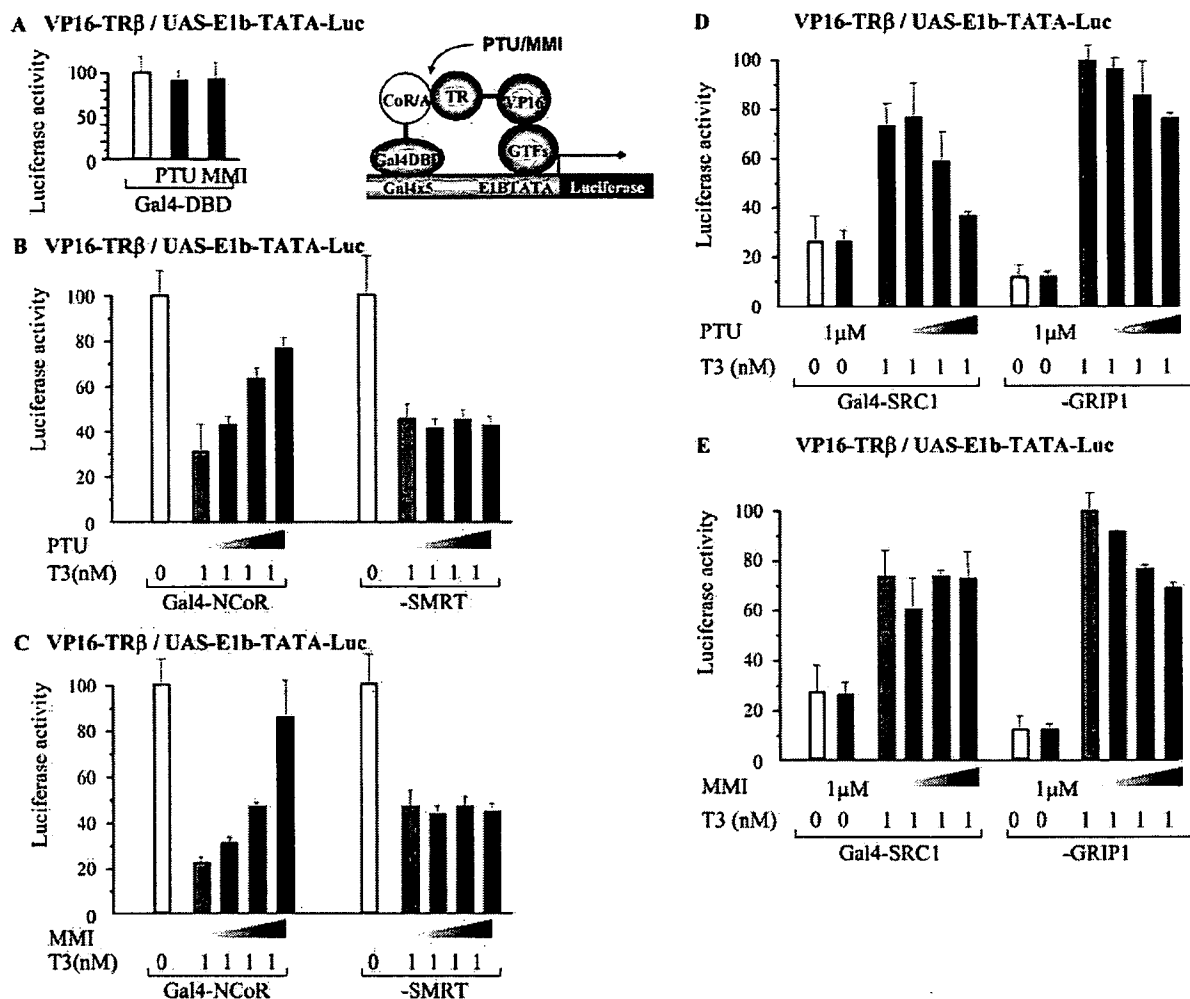 A VP16-TRβ / UAS-E1b-TATA-Luc
Luciferase activity
100
80
60
40
20
0
PTU MMI
Gal4-DBD
PTU/MMI
CoR/A
TR
VP16
Gal4DBD
GTFs
Gal4x5
E1BTATA
Luciferase
B VP16-TRβ / UAS-E1b-TATA-Luc
Luciferase activity
100
80
60
40
20
0
PTU
T3(nM)
0 1 1 1 1
0 1 1 1 1
Gal4-NCoR
-SMRT
C VP16-TRβ / UAS-E1b-TATA-Luc
Luciferase activity
100
80
60
40
20
0
MMI
T3(nM)
0 1 1 1 1
0 1 1 1 1
Gal4-NCoR
-SMRT
D VP16-TRβ / UAS-E1b-TATA-Luc
Luciferase activity
100
80
60
40
20
0
PTU
1μM
1μM
T3 (nM)
0 0 1 1 1 1
0 0 1 1 1 1
Gal4-SRC1
-GRIP1
E VP16-TRβ / UAS-E1b-TATA-Luc
Luciferase activity
100
80
60
40
20
0
MMI
1μM
1μM
T3 (nM)
0 0 1 1 1 1
0 0 1 1 1 1
Gal4-SRC1
-GRIP1